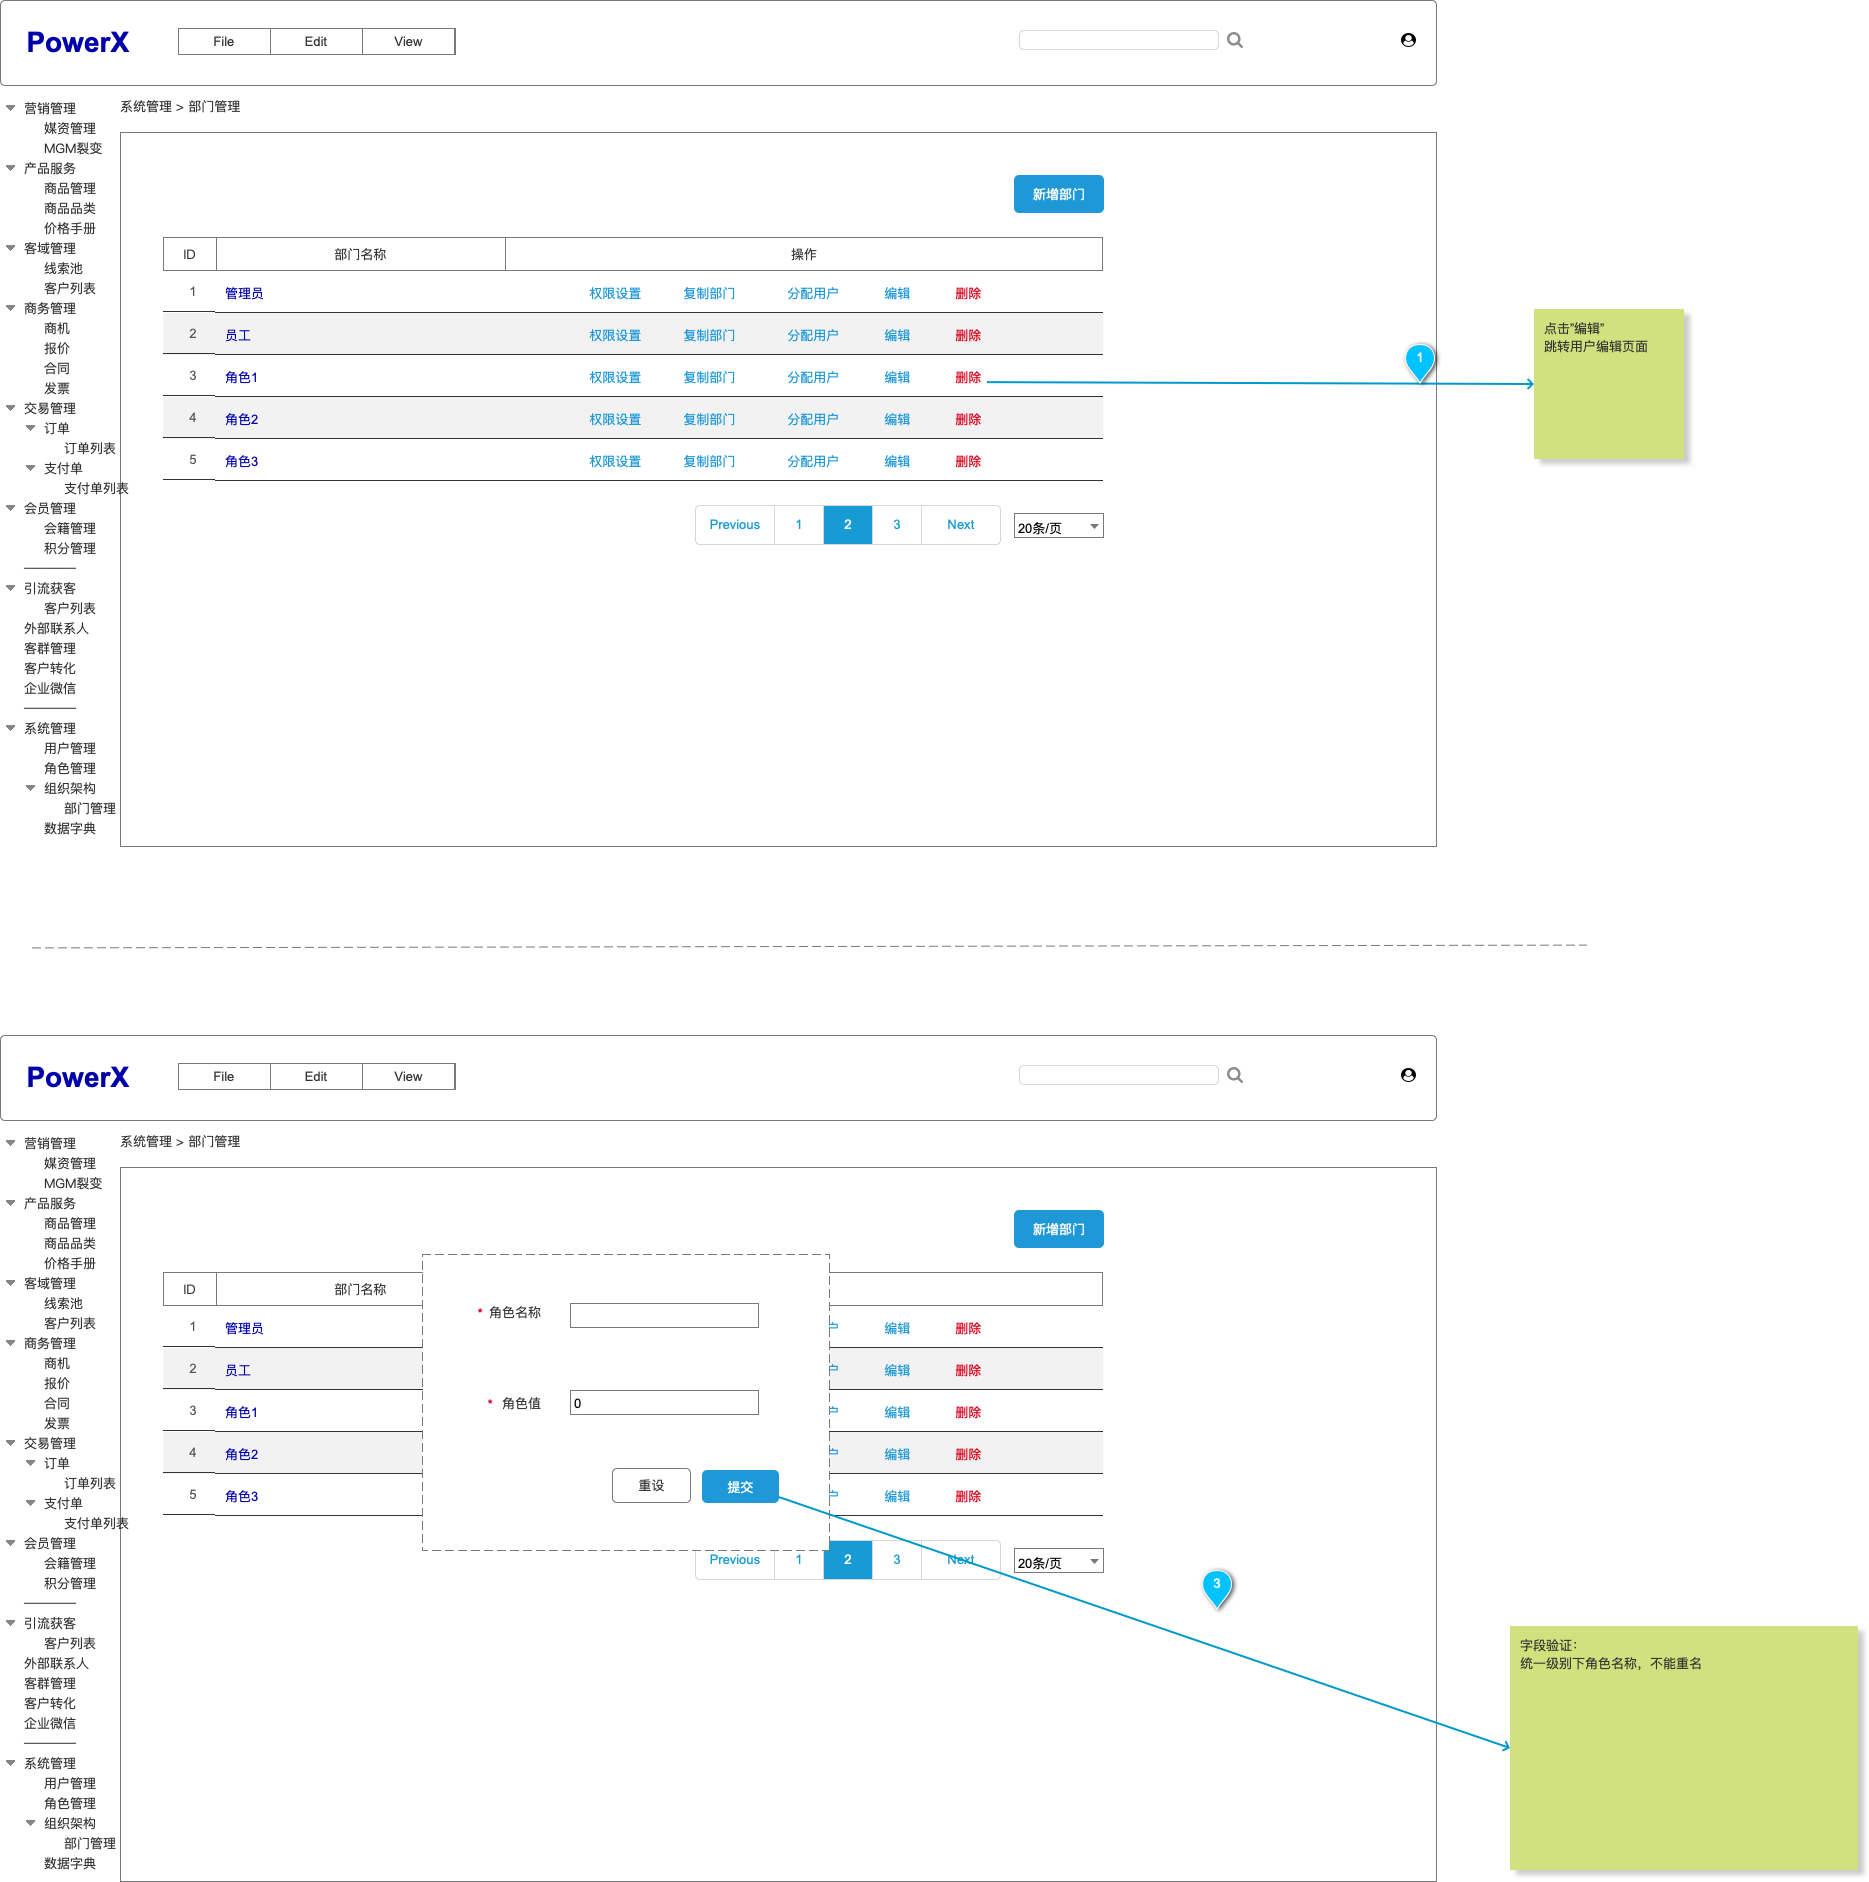 PowerX
File Edit View
系统管理 > 部门管理
营销管理
媒资管理
MGM裂变
产品服务
商品管理
商品品类
价格手册
客域管理
线索池
客户列表
商务管理
商机
报价
合同
发票
交易管理
订单
订单列表
支付单
支付单列表
会员管理
会籍管理
积分管理
引流获客
客户列表
外部联系人
客群管理
客户转化
企业微信
系统管理
用户管理
角色管理
组织架构
部门管理
数据字典
新增部门
ID 部门名称 操作
1 管理员 权限设置 复制部门 分配用户 编辑 删除
2 员工 权限设置 复制部门 分配用户 编辑 删除
3 角色1 权限设置 复制部门 分配用户 编辑 删除
4 角色2 权限设置 复制部门 分配用户 编辑 删除
5 角色3 权限设置 复制部门 分配用户 编辑 删除
Previous 1 2 3 Next 20条/页
1
点击"编辑"
跳转用户编辑页面
PowerX
File Edit View
系统管理 > 部门管理
营销管理
媒资管理
MGM裂变
产品服务
商品管理
商品品类
价格手册
客域管理
线索池
客户列表
商务管理
商机
报价
合同
发票
交易管理
订单
订单列表
支付单
支付单列表
会员管理
会籍管理
积分管理
引流获客
客户列表
外部联系人
客群管理
客户转化
企业微信
系统管理
用户管理
角色管理
组织架构
部门管理
数据字典
新增部门
ID 部门名称
1 管理员 编辑 删除
2 员工 编辑 删除
3 角色1 编辑 删除
4 角色2 编辑 删除
5 角色3 编辑 删除
* 角色名称
* 角色值 0
重设 提交
Previous 1 2 3 Next 20条/页
3
字段验证：
统一级别下角色名称，不能重名